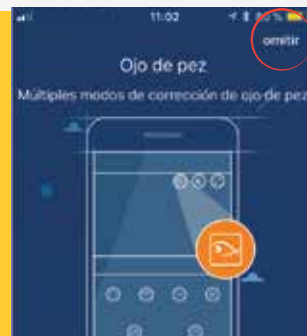 11:02
omitir
Ojo de pez
Múltiples modos de corrección de ojo de pez